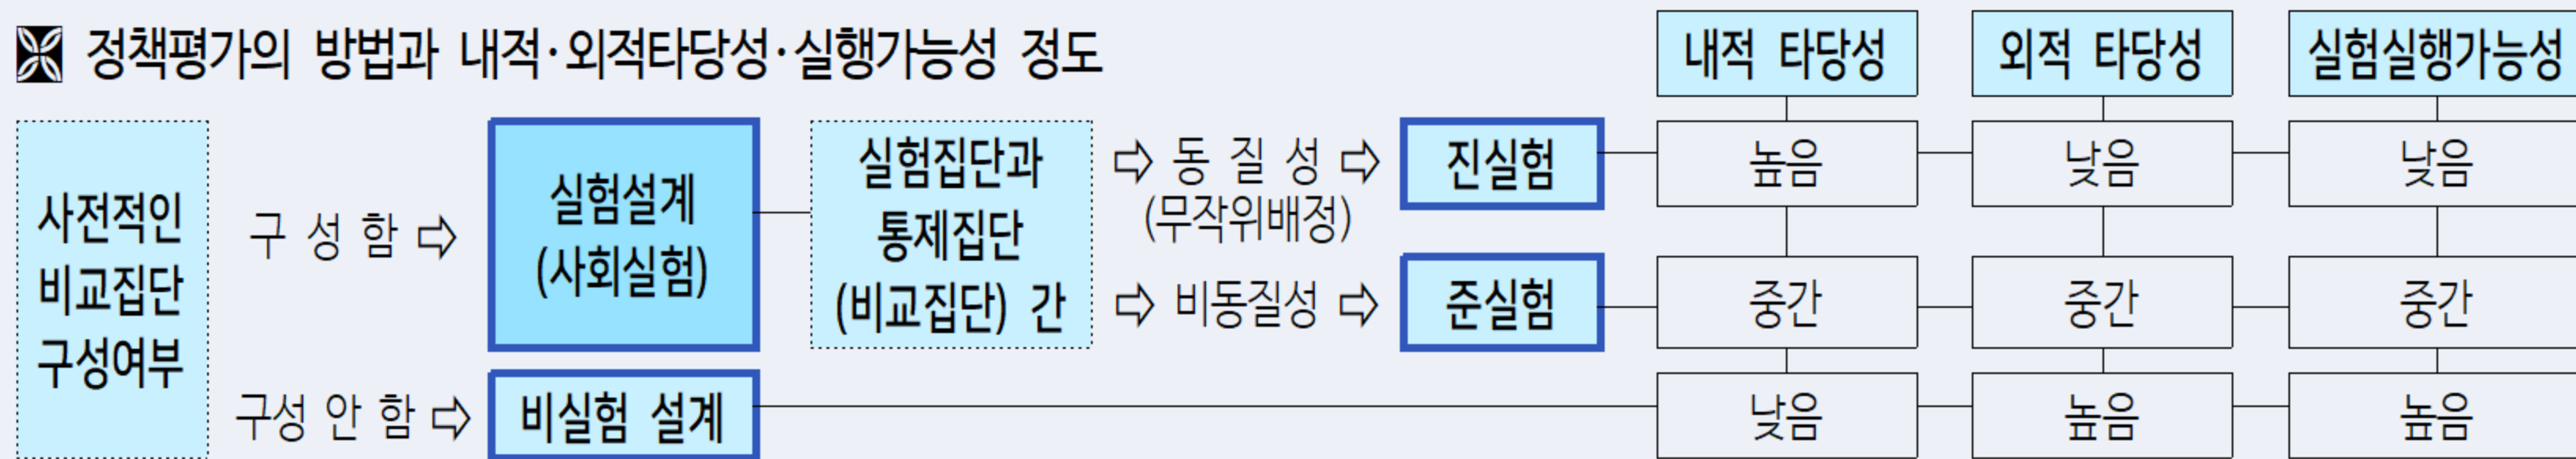 정책평가의 방법과 내적·외적타당성·실행가능성 정도
내적 타당성
외적 타당성
실험실행가능성
사전적인
비교집단
구성여부
구 성 함 ⇨
실험설계
(사회실험)
실험집단과
통제집단
(비교집단) 간
⇨ 동 질 성 ⇨
(무작위배정)
진실험
높음
낮음
낮음
⇨ 비동질성 ⇨
준실험
중간
중간
중간
구성 안 함 ⇨
비실험 설계
낮음
높음
높음